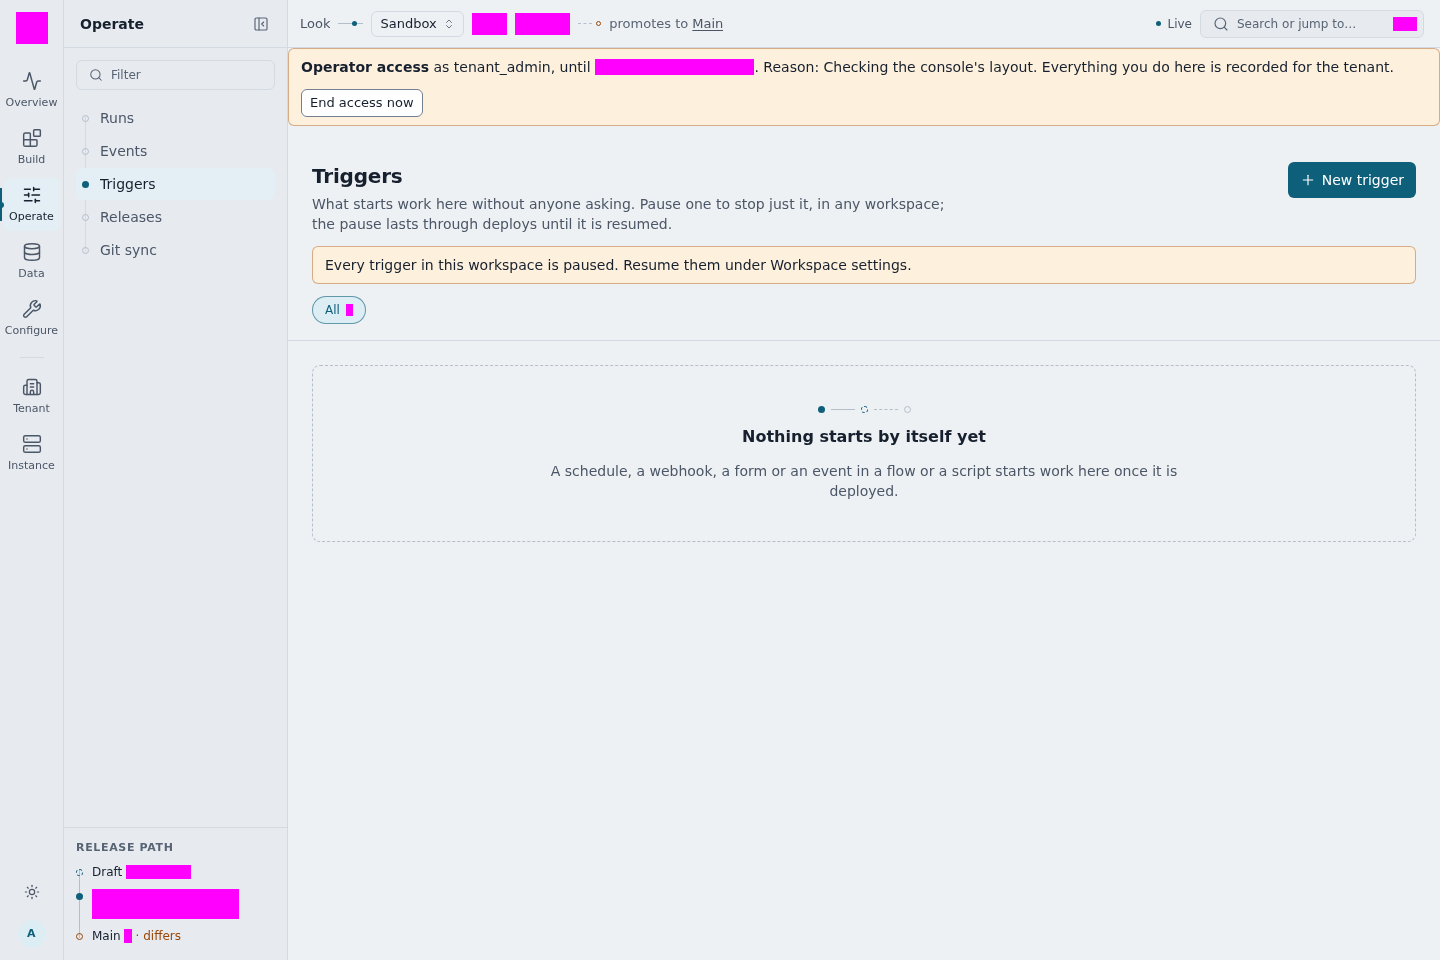 Operate
Look
Sandbox
promotes to Main
Live
Search or jump to...
Operator access as tenant_admin, until . Reason: Checking the console's layout. Everything you do here is recorded for the tenant.
End access now
Overview
Build
Operate
Data
Configure
Tenant
Instance
A
Filter
Runs
Events
Triggers
Releases
Git sync
RELEASE PATH
Draft
Main · differs
Triggers
New trigger
What starts work here without anyone asking. Pause one to stop just it, in any workspace;
the pause lasts through deploys until it is resumed.
Every trigger in this workspace is paused. Resume them under Workspace settings.
All
Nothing starts by itself yet
A schedule, a webhook, a form or an event in a flow or a script starts work here once it is
deployed.